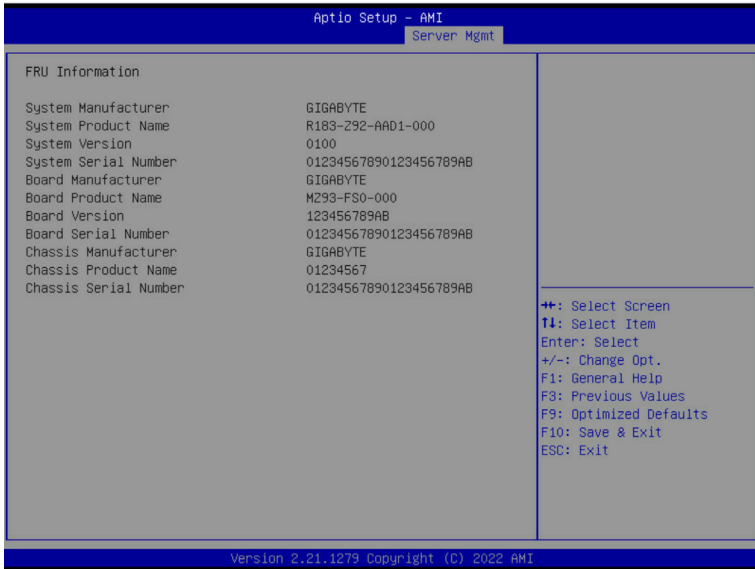 Aptio Setup – AMI
Server Mgmt
FRU Information
System Manufacturer GIGABYTE
System Product Name R183-Z92-AAD1-000
System Version 0100
System Serial Number 01234567890123456789AB
Board Manufacturer GIGABYTE
Board Product Name MZ93-FS0-000
Board Version 123456789AB
Board Serial Number 01234567890123456789AB
Chassis Manufacturer GIGABYTE
Chassis Product Name 01234567
Chassis Serial Number 01234567890123456789AB
→←: Select Screen
↑↓: Select Item
Enter: Select
+/-: Change Opt.
F1: General Help
F3: Previous Values
F9: Optimized Defaults
F10: Save & Exit
ESC: Exit
Version 2.21.1279 Copyright (C) 2022 AMI